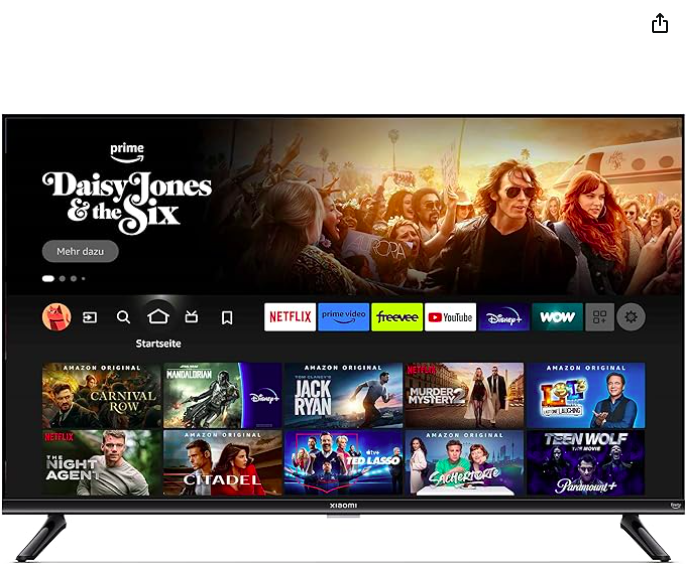 prime
Daisy Jones
& the Six
Mehr dazu
NETFLIX
prime video
freevee
YouTube
Disney+
WOW
Startseite
AMAZON ORIGINAL
CARNIVAL
ROW
THE
MANDALORIAN
Disney+
AMAZON ORIGINAL
TOM CLANCY'S
JACK
RYAN
NETFLIX
MURDER
MYSTERY 2
AMAZON ORIGINAL
LOL
LAST ONE LAUGHING
NETFLIX
THE
NIGHT
AGENT
AMAZON ORIGINAL
CITADEL
tv+
TED LASSO
AMAZON ORIGINAL
SACHERTORTE
TEEN WOLF
THE MOVIE
Paramount+
XIAOMI